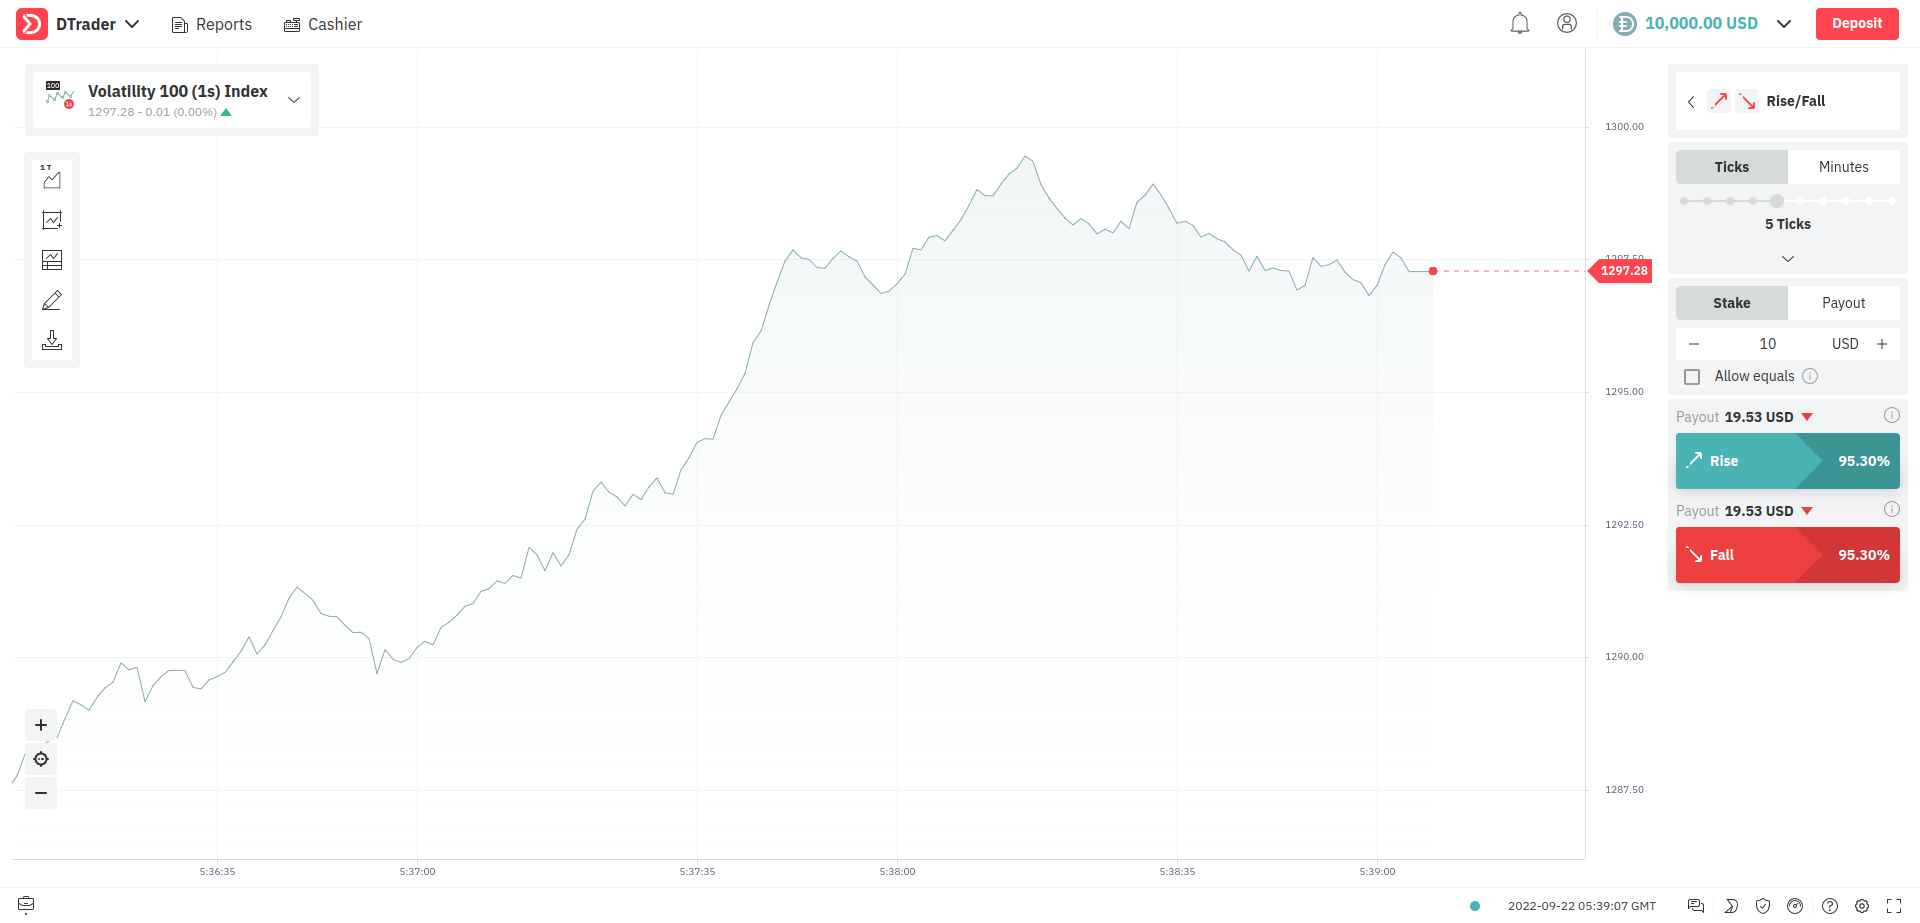 DTrader
Reports
Cashier
10,000.00 USD
Deposit
100
Volatility 100 (1s) Index
1s
1297.28 - 0.01 (0.00%)
Rise/Fall
1 T
Ticks
Minutes
5 Ticks
Stake
Payout
10
USD
Allow equals
Payout 19.53 USD
Rise
95.30%
Payout 19.53 USD
Fall
95.30%
1300.00
1297.50
1297.28
1295.00
1292.50
1290.00
1287.50
5:36:35
5:37:00
5:37:35
5:38:00
5:38:35
5:39:00
2022-09-22 05:39:07 GMT